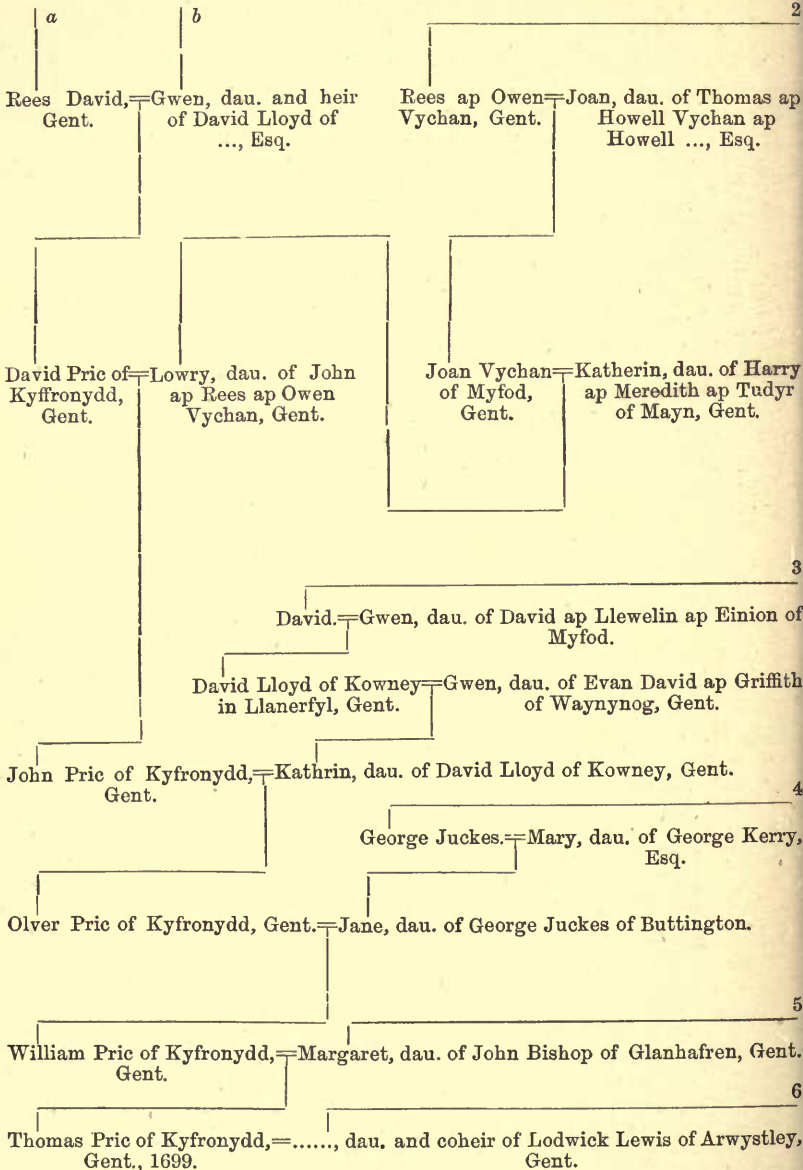 a b 2
Rees David,=Gwen, dau. and heir
Gent. of David Lloyd of
..., Esq.
Rees ap Owen=Joan, dau. of Thomas ap
Vychan, Gent. Howell Vychan ap
Howell ..., Esq.
David Pric of=Lowry, dau. of John
Kyffronydd, ap Rees ap Owen
Gent. Vychan, Gent.
Joan Vychan=Katherin, dau. of Harry
of Myfod, ap Meredith ap Tudyr
Gent. of Mayn, Gent.
3
David.=Gwen, dau. of David ap Llewelin ap Einion of
Myfod.
David Lloyd of Kowney=Gwen, dau. of Evan David ap Griffith
in Llanerfyl, Gent. of Waynynog, Gent.
John Pric of Kyfronydd,=Kathrin, dau. of David Lloyd of Kowney, Gent.
Gent.
4
George Juckes.=Mary, dau. of George Kerry,
Esq.
Olver Pric of Kyfronydd, Gent.=Jane, dau. of George Juckes of Buttington.
5
William Pric of Kyfronydd,=Margaret, dau. of John Bishop of Glanhafren, Gent.
Gent.
6
Thomas Pric of Kyfronydd,=......, dau. and coheir of Lodwick Lewis of Arwystley,
Gent., 1699. Gent.